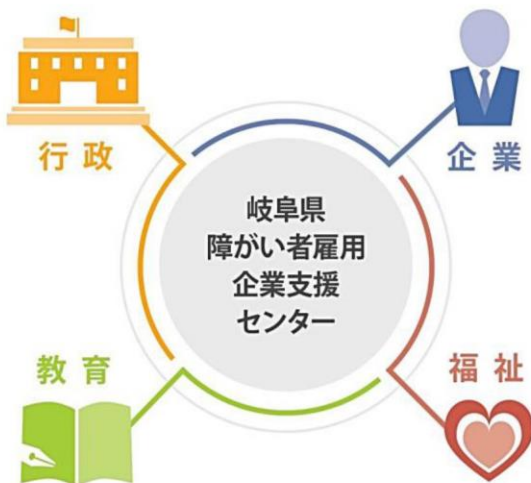 行政
企業
岐阜県
障がい者雇用
企業支援
センター
教育
福祉